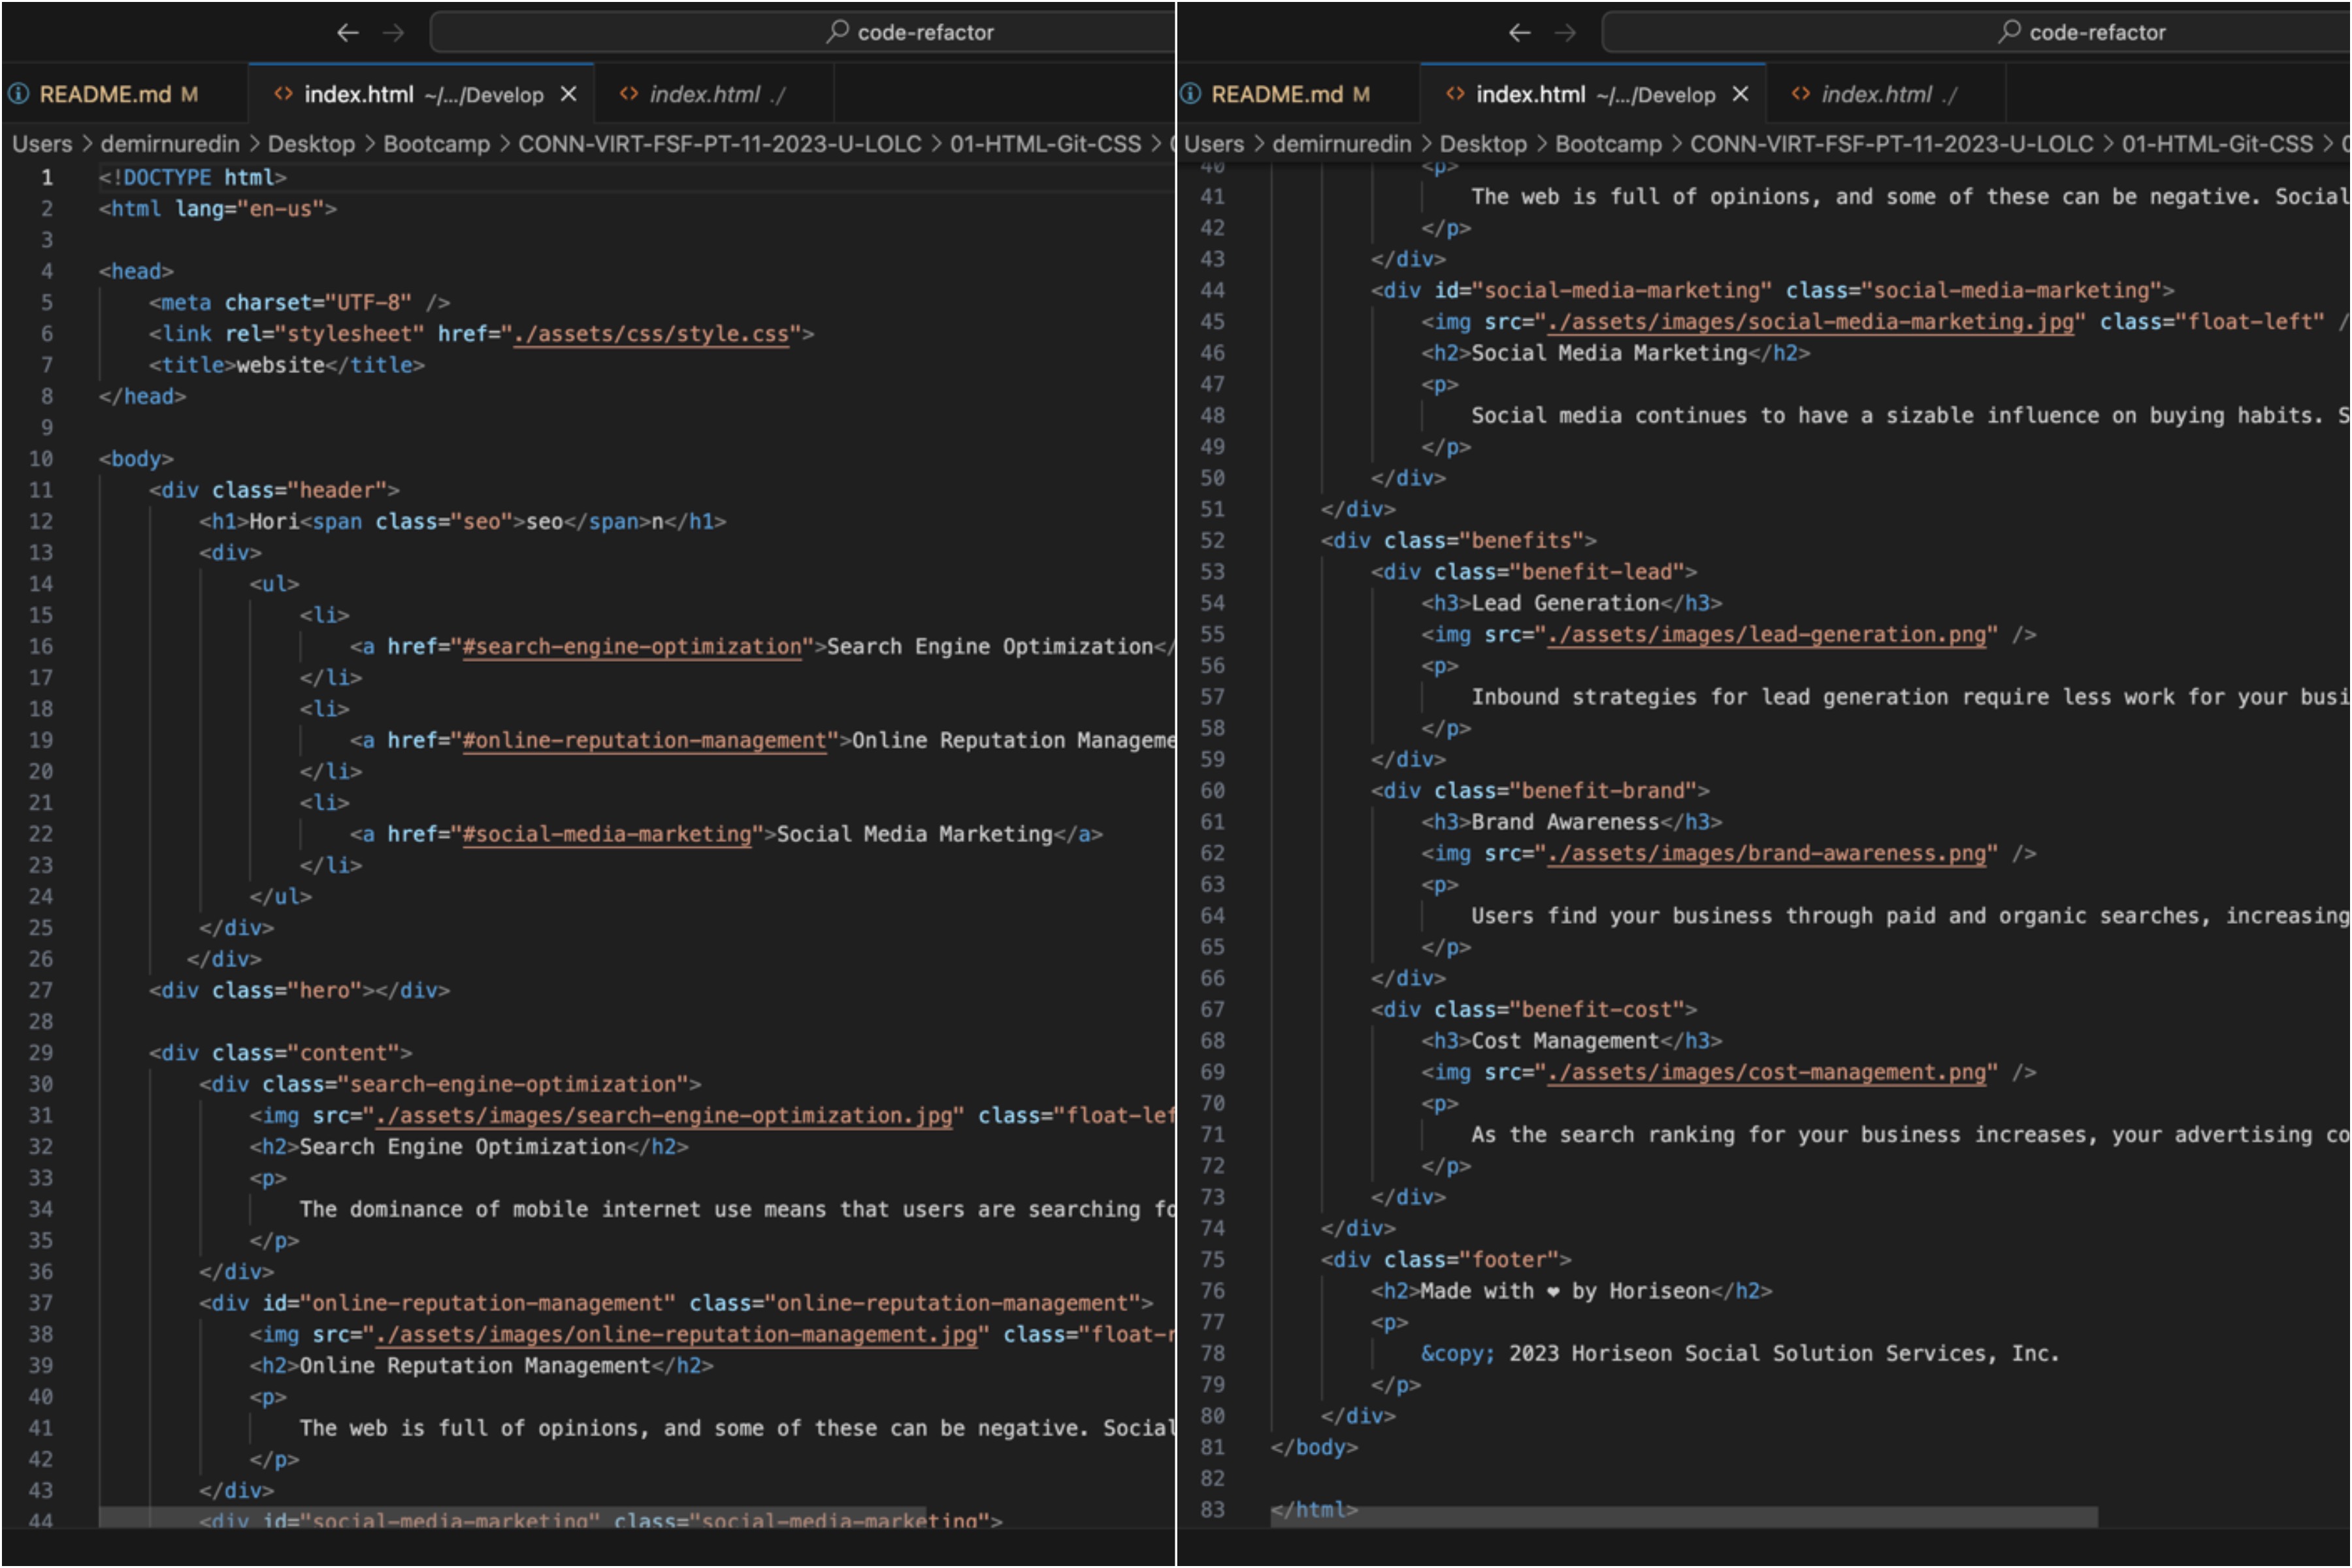 code-refactor
README.md M index.html ~/.../Develop index.html ./
Users > demirnuredin > Desktop > Bootcamp > CONN-VIRT-FSF-PT-11-2023-U-LOLC > 01-HTML-Git-CSS >
1 <!DOCTYPE html>
2 <html lang="en-us">
3
4 <head>
5 <meta charset="UTF-8" />
6 <link rel="stylesheet" href="./assets/css/style.css">
7 <title>website</title>
8 </head>
9
10 <body>
11 <div class="header">
12 <h1>Hori<span class="seo">seo</span>n</h1>
13 <div>
14 <ul>
15 <li>
16 <a href="#search-engine-optimization">Search Engine Optimization</
17 </li>
18 <li>
19 <a href="#online-reputation-management">Online Reputation Manageme
20 </li>
21 <li>
22 <a href="#social-media-marketing">Social Media Marketing</a>
23 </li>
24 </ul>
25 </div>
26 </div>
27 <div class="hero"></div>
28
29 <div class="content">
30 <div class="search-engine-optimization">
31 <img src="./assets/images/search-engine-optimization.jpg" class="float-lef
32 <h2>Search Engine Optimization</h2>
33 <p>
34 The dominance of mobile internet use means that users are searching fo
35 </p>
36 </div>
37 <div id="online-reputation-management" class="online-reputation-management">
38 <img src="./assets/images/online-reputation-management.jpg" class="float-r
39 <h2>Online Reputation Management</h2>
40 <p>
41 The web is full of opinions, and some of these can be negative. Social
42 </p>
43 </div>
44 <div id="social-media-marketing" class="social-media-marketing">
code-refactor
README.md M index.html ~/.../Develop index.html ./
Users > demirnuredin > Desktop > Bootcamp > CONN-VIRT-FSF-PT-11-2023-U-LOLC > 01-HTML-Git-CSS > 0
40 <p>
41 The web is full of opinions, and some of these can be negative. Social
42 </p>
43 </div>
44 <div id="social-media-marketing" class="social-media-marketing">
45 <img src="./assets/images/social-media-marketing.jpg" class="float-left" /
46 <h2>Social Media Marketing</h2>
47 <p>
48 Social media continues to have a sizable influence on buying habits. S
49 </p>
50 </div>
51 </div>
52 <div class="benefits">
53 <div class="benefit-lead">
54 <h3>Lead Generation</h3>
55 <img src="./assets/images/lead-generation.png" />
56 <p>
57 Inbound strategies for lead generation require less work for your busi
58 </p>
59 </div>
60 <div class="benefit-brand">
61 <h3>Brand Awareness</h3>
62 <img src="./assets/images/brand-awareness.png" />
63 <p>
64 Users find your business through paid and organic searches, increasing
65 </p>
66 </div>
67 <div class="benefit-cost">
68 <h3>Cost Management</h3>
69 <img src="./assets/images/cost-management.png" />
70 <p>
71 As the search ranking for your business increases, your advertising co
72 </p>
73 </div>
74 </div>
75 <div class="footer">
76 <h2>Made with ❤ by Horiseon</h2>
77 <p>
78 &copy; 2023 Horiseon Social Solution Services, Inc.
79 </p>
80 </div>
81 </body>
82
83 </html>